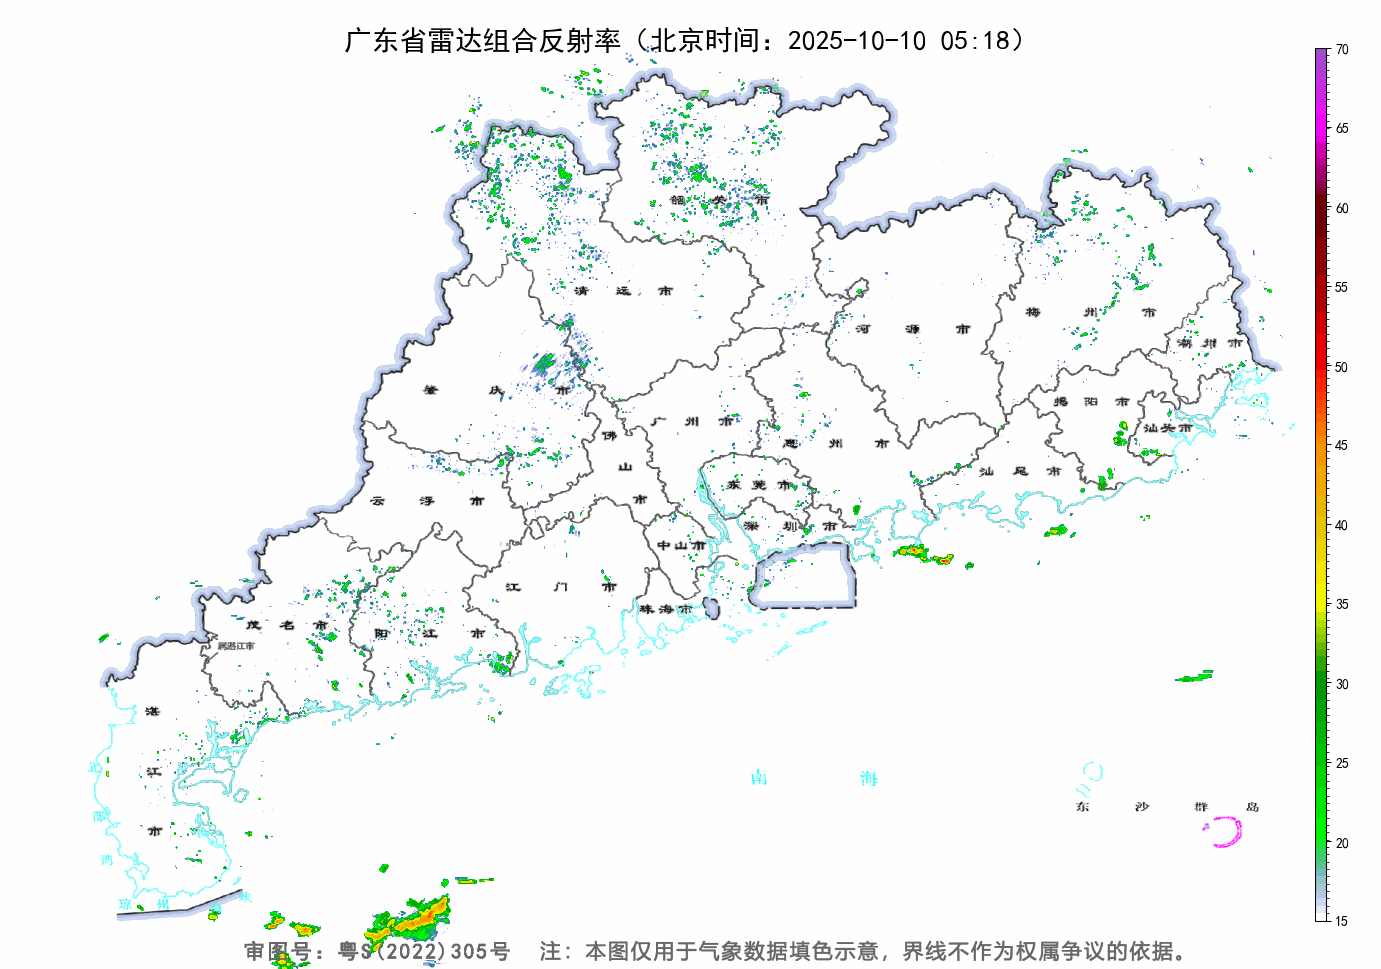 广东省雷达组合反射率（北京时间：2025-10-10 05:18）
70
65
60
55
50
45
40
35
30
25
20
15
韶关市
清远市
河源市
梅州市
潮州市
肇庆市
广州市
佛山市
惠州市
揭阳市
汕头市
汕尾市
云浮市
东莞市
深圳市
中山市
江门市
珠海市
茂名市
阳江市
属湛江市
湛江市
北部湾
琼州海峡
南海
东沙群岛
审图号：粤S(2022)305号 注：本图仅用于气象数据填色示意，界线不作为权属争议的依据。